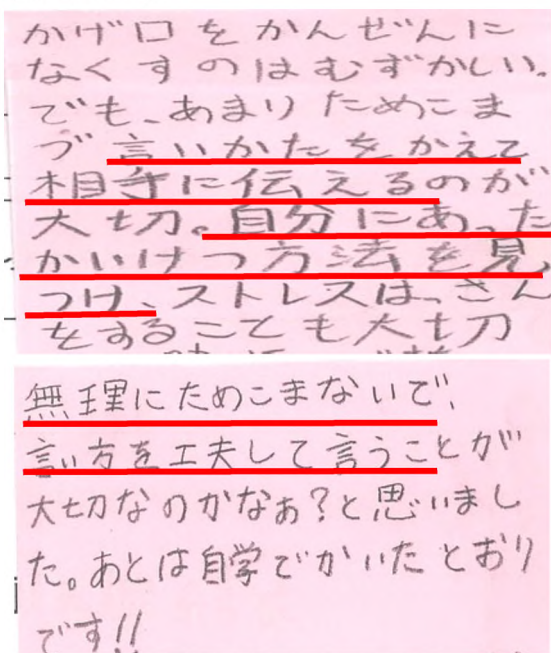 かげ口をかんぜんに
なくすのはむずかしい。
でも、あまりためこま
づ言いかたをかえて
相手に伝えるのが
大切。自分にあった
かいけつ方法を見
つけ、ストレスはっさん
をすることも大切
無理にためこまないで、
言い方を工夫して言うことが
大切なのかなぁ?と思いまし
た。あとは自学でかいたとおり
です!!